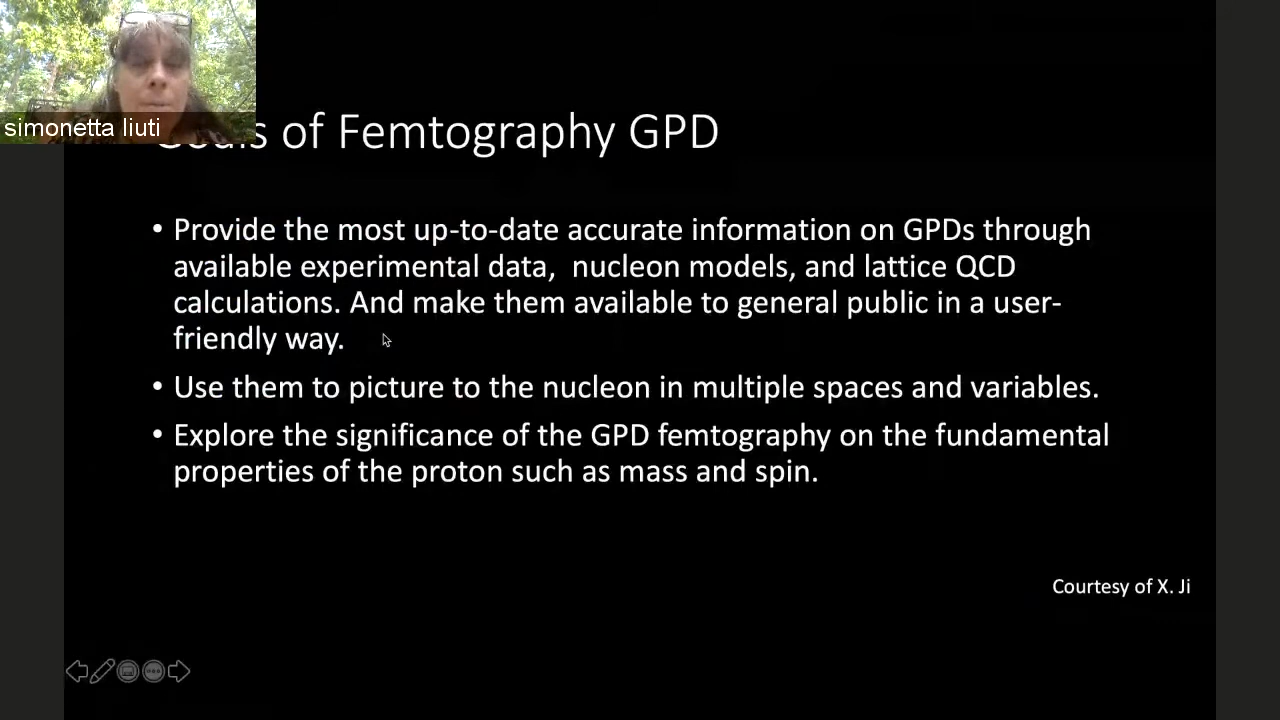 simonetta liuti
of Femtography GPD
• Provide the most up-to-date accurate information on GPDs through
available experimental data, nucleon models, and lattice QCD
calculations. And make them available to general public in a user-
friendly way.
• Use them to picture to the nucleon in multiple spaces and variables.
• Explore the significance of the GPD femtography on the fundamental
properties of the proton such as mass and spin.
Courtesy of X. Ji